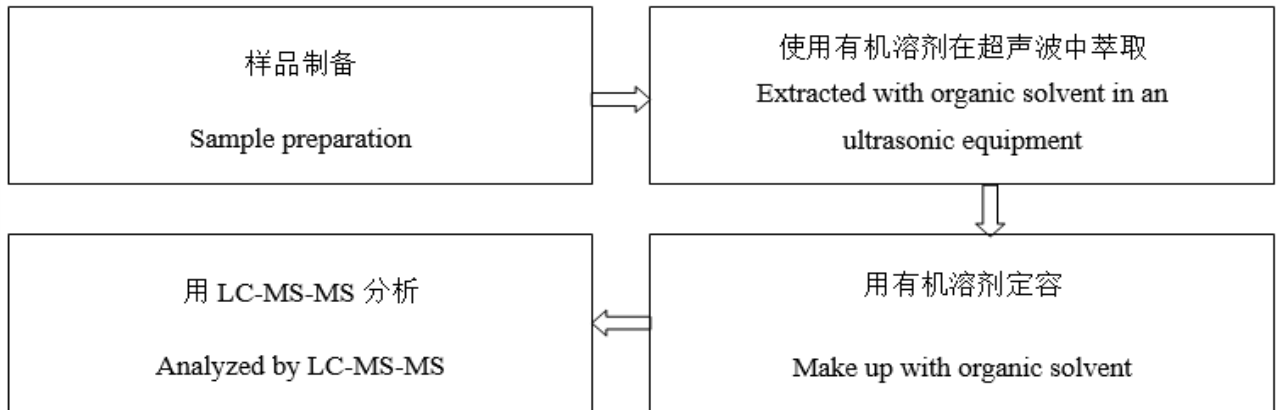 样品制备
Sample preparation
使用有机溶剂在超声波中萃取
Extracted with organic solvent in an
ultrasonic equipment
用有机溶剂定容
Make up with organic solvent
用 LC-MS-MS 分析
Analyzed by LC-MS-MS